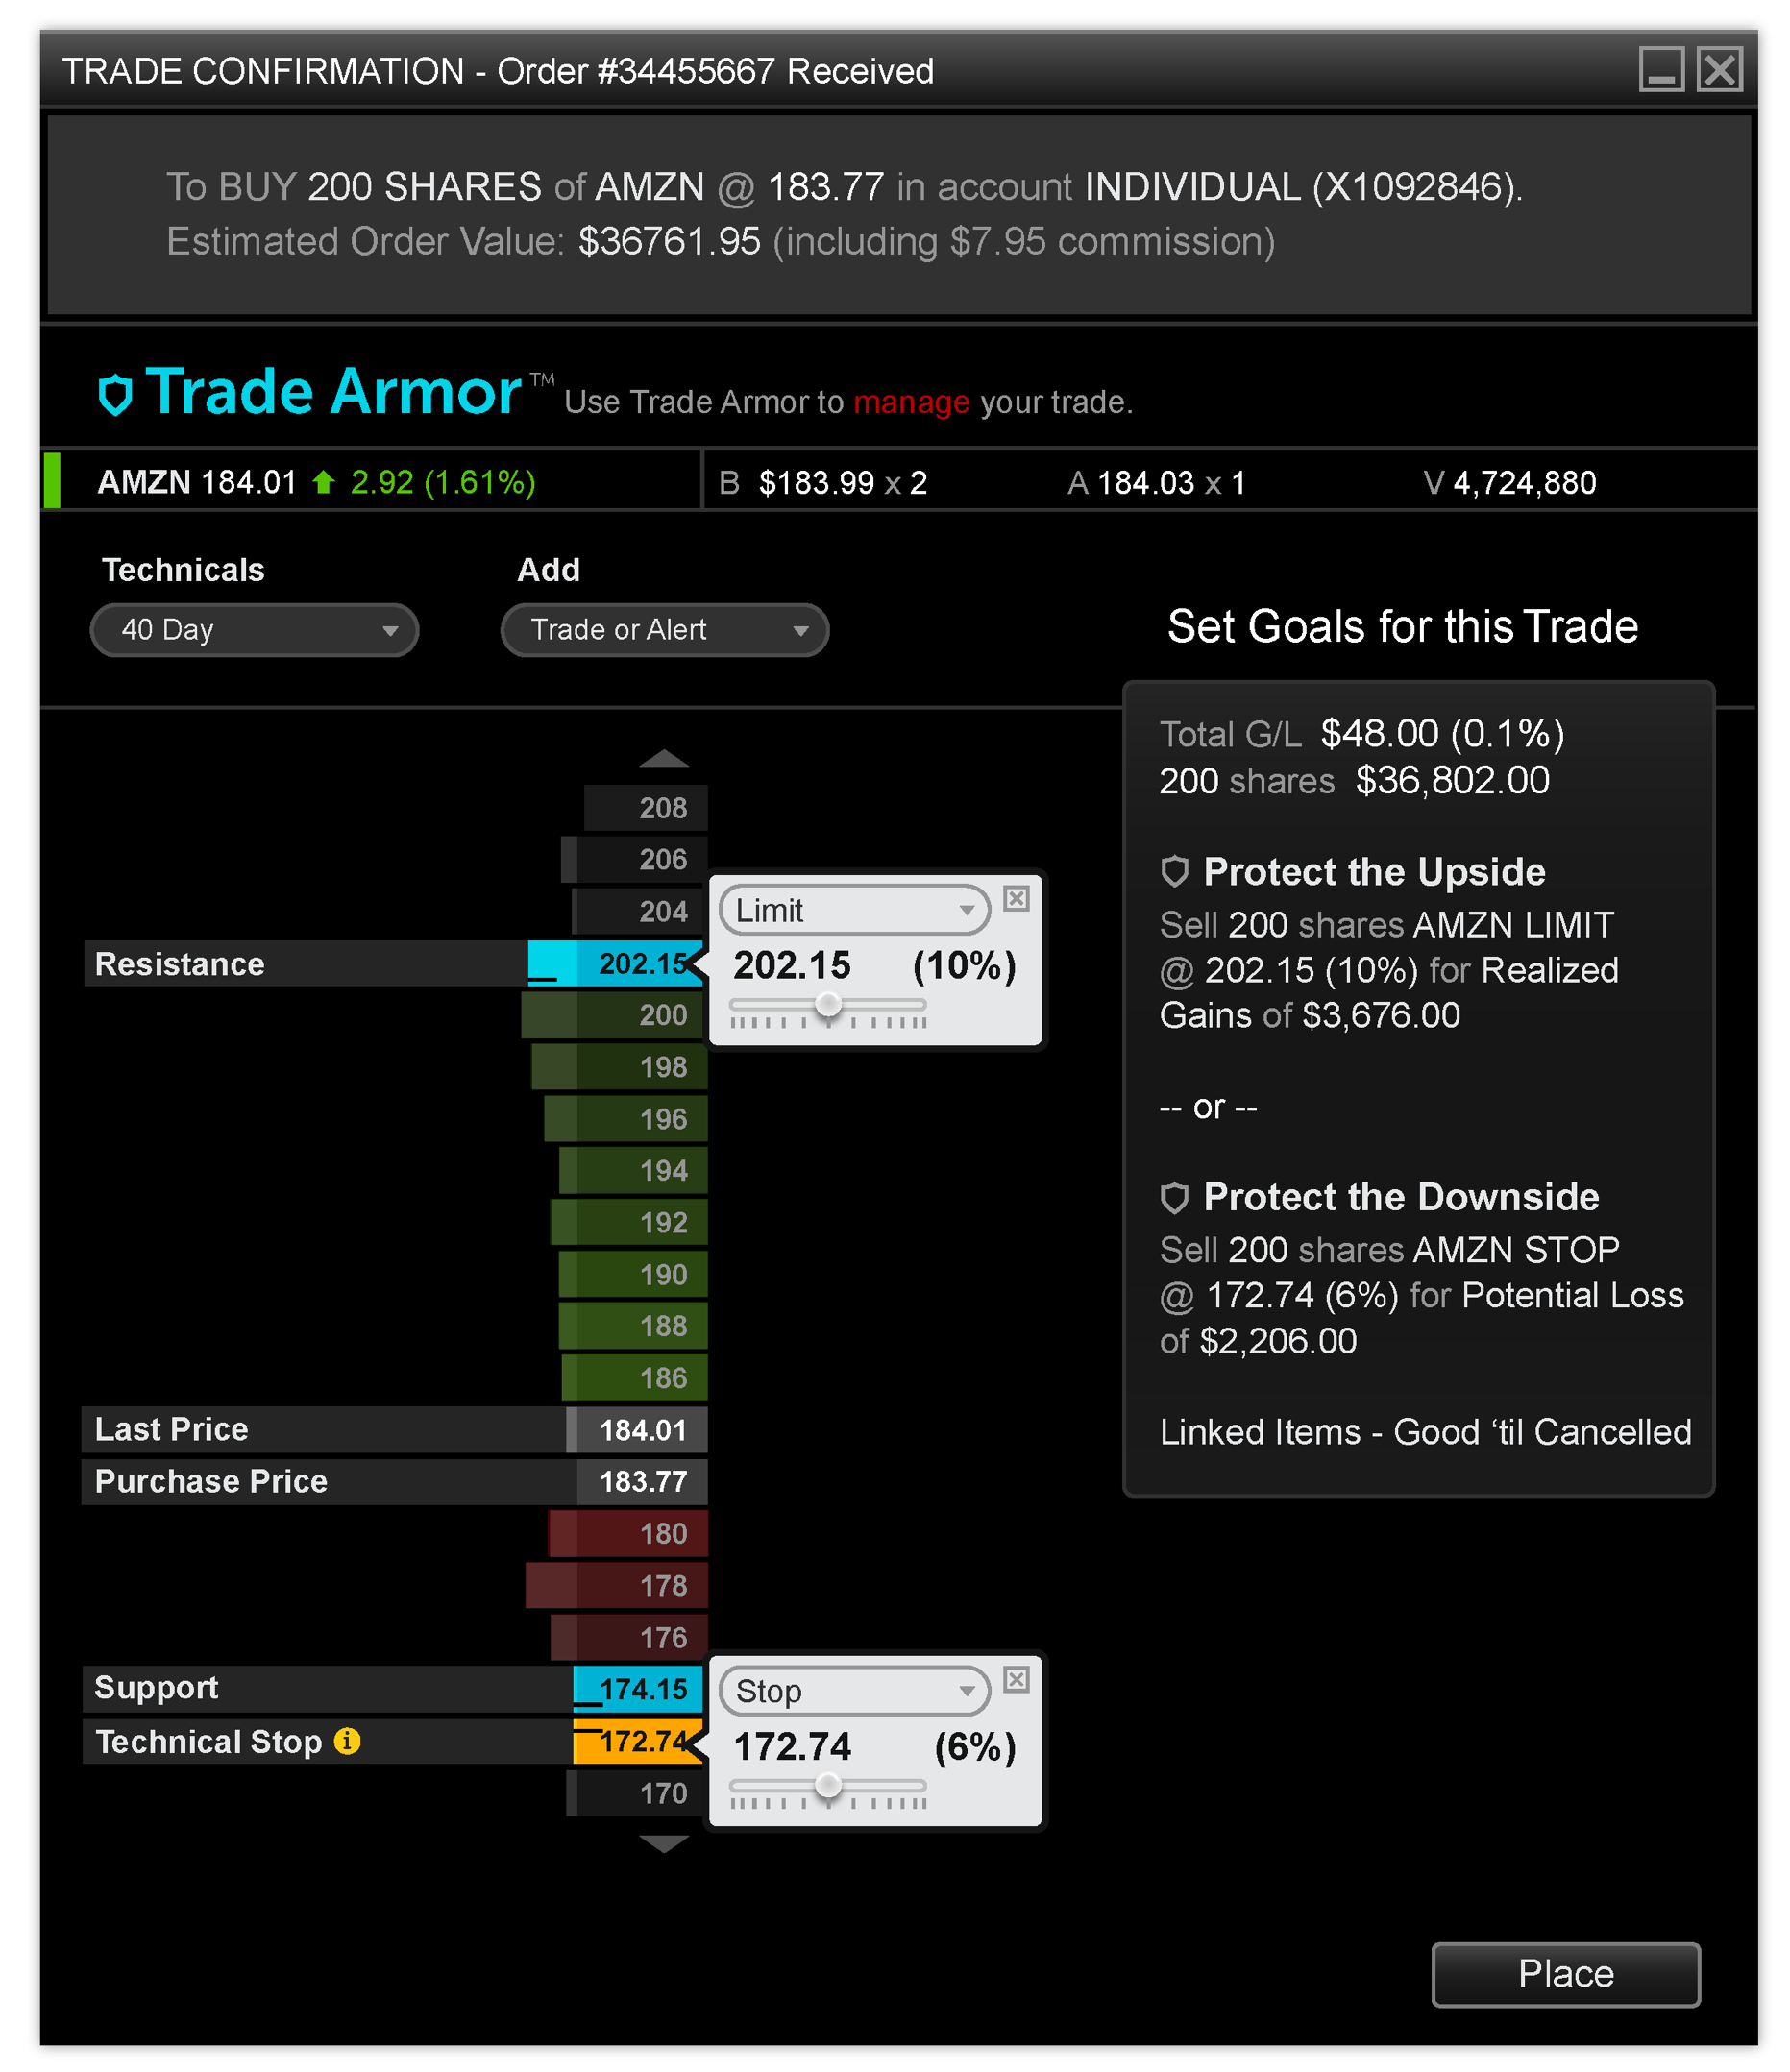 TRADE CONFIRMATION - Order #34455667 Received
To BUY 200 SHARES of AMZN @ 183.77 in account INDIVIDUAL (X1092846).
Estimated Order Value: $36761.95 (including $7.95 commission)
Trade Armor™ Use Trade Armor to manage your trade.
AMZN 184.01 2.92 (1.61%) B $183.99 x 2 A 184.03 x 1 V 4,724,880
Technicals
40 Day
Add
Trade or Alert
208
206
204
Resistance 202.15
200
198
196
194
192
190
188
186
Last Price 184.01
Purchase Price 183.77
180
178
176
Support 174.15
Technical Stop i 172.74
170
Limit
202.15 (10%)
Stop
172.74 (6%)
Set Goals for this Trade
Total G/L $48.00 (0.1%)
200 shares $36,802.00
Protect the Upside
Sell 200 shares AMZN LIMIT
@ 202.15 (10%) for Realized
Gains of $3,676.00
-- or --
Protect the Downside
Sell 200 shares AMZN STOP
@ 172.74 (6%) for Potential Loss
of $2,206.00
Linked Items - Good ‘til Cancelled
Place